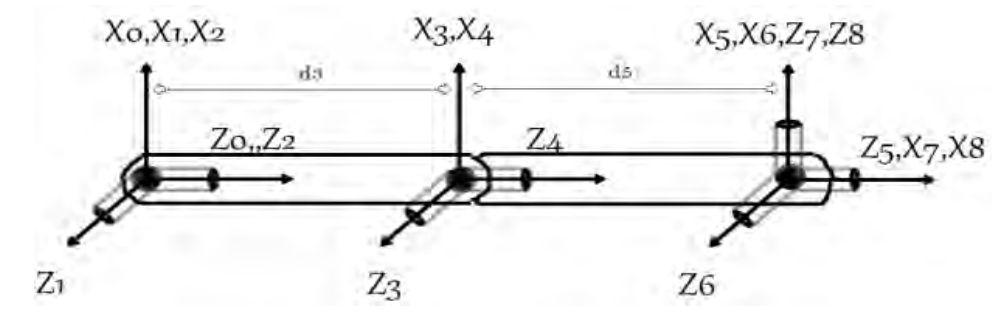 X0,X1,X2 X3,X4 X5,X6,Z7,Z8
d3 d5
Z0,,Z2 Z4 Z5,X7,X8
Z1 Z3 Z6